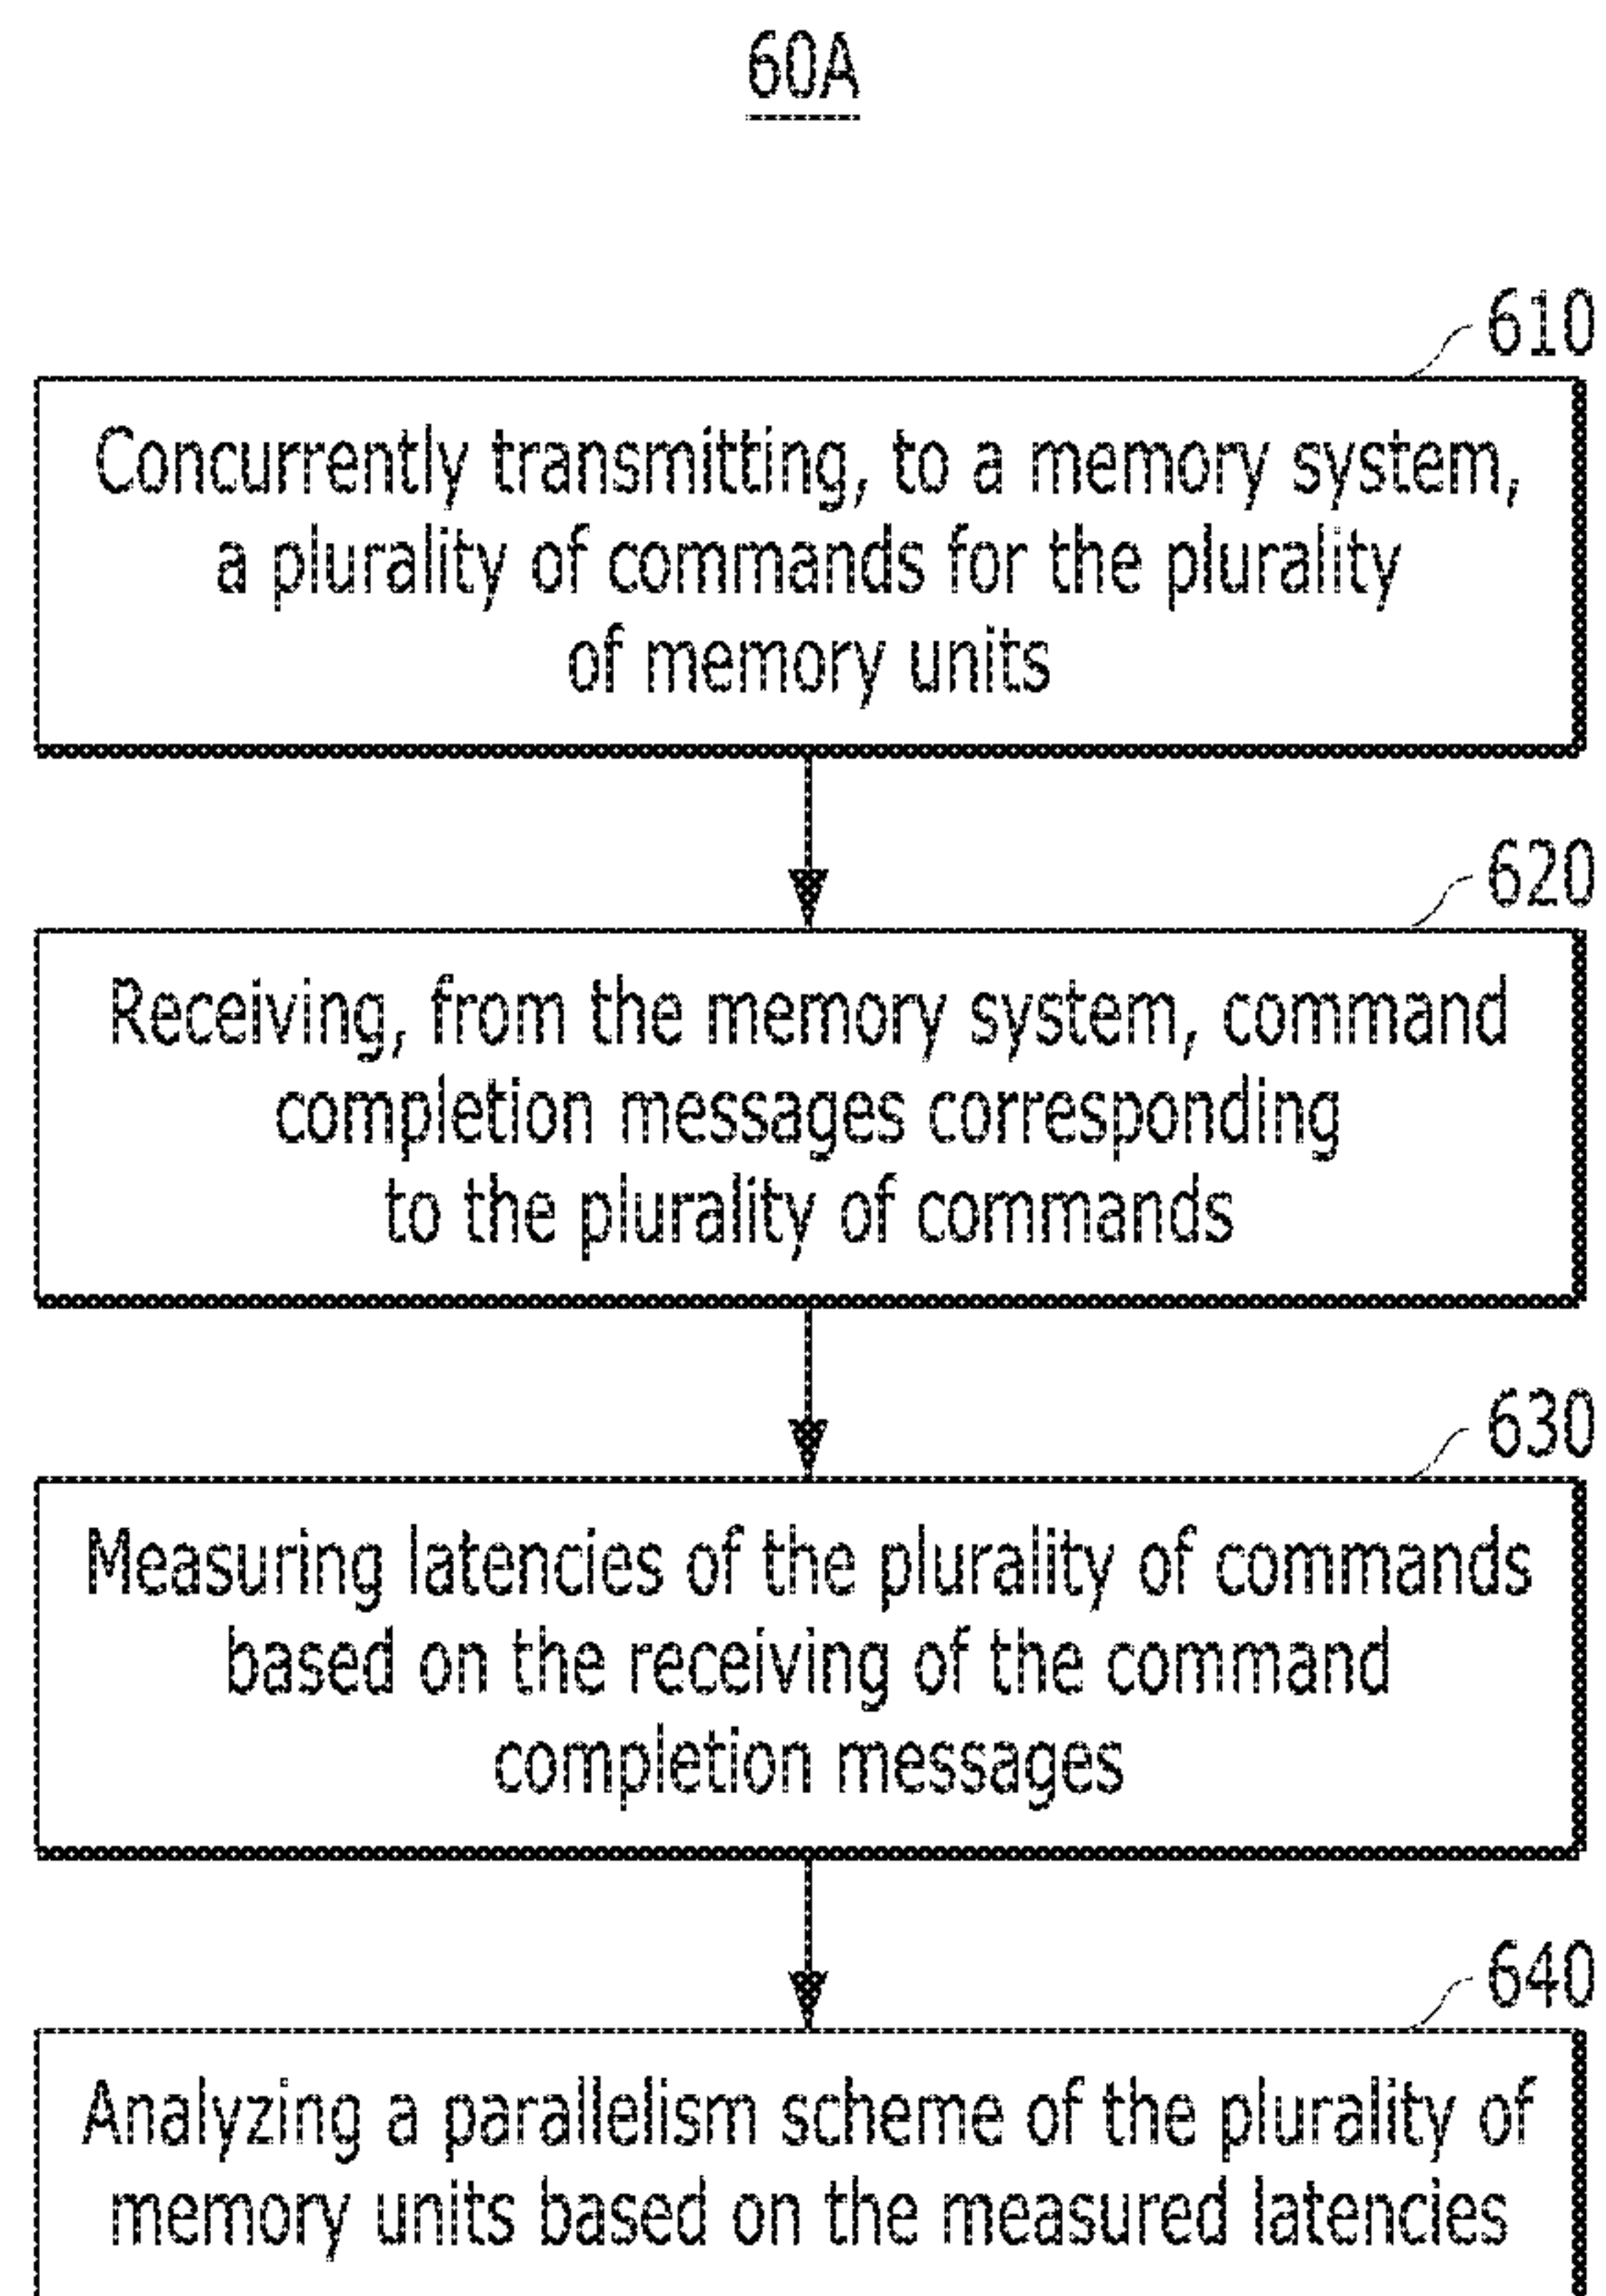 60A
610
Concurrently transmitting, to a memory system,
a plurality of commands for the plurality
of memory units
620
Receiving, from the memory system, command
completion messages corresponding
to the plurality of commands
630
Measuring latencies of the plurality of commands
based on the receiving of the command
completion messages
640
Analyzing a parallelism scheme of the plurality of
memory units based on the measured latencies